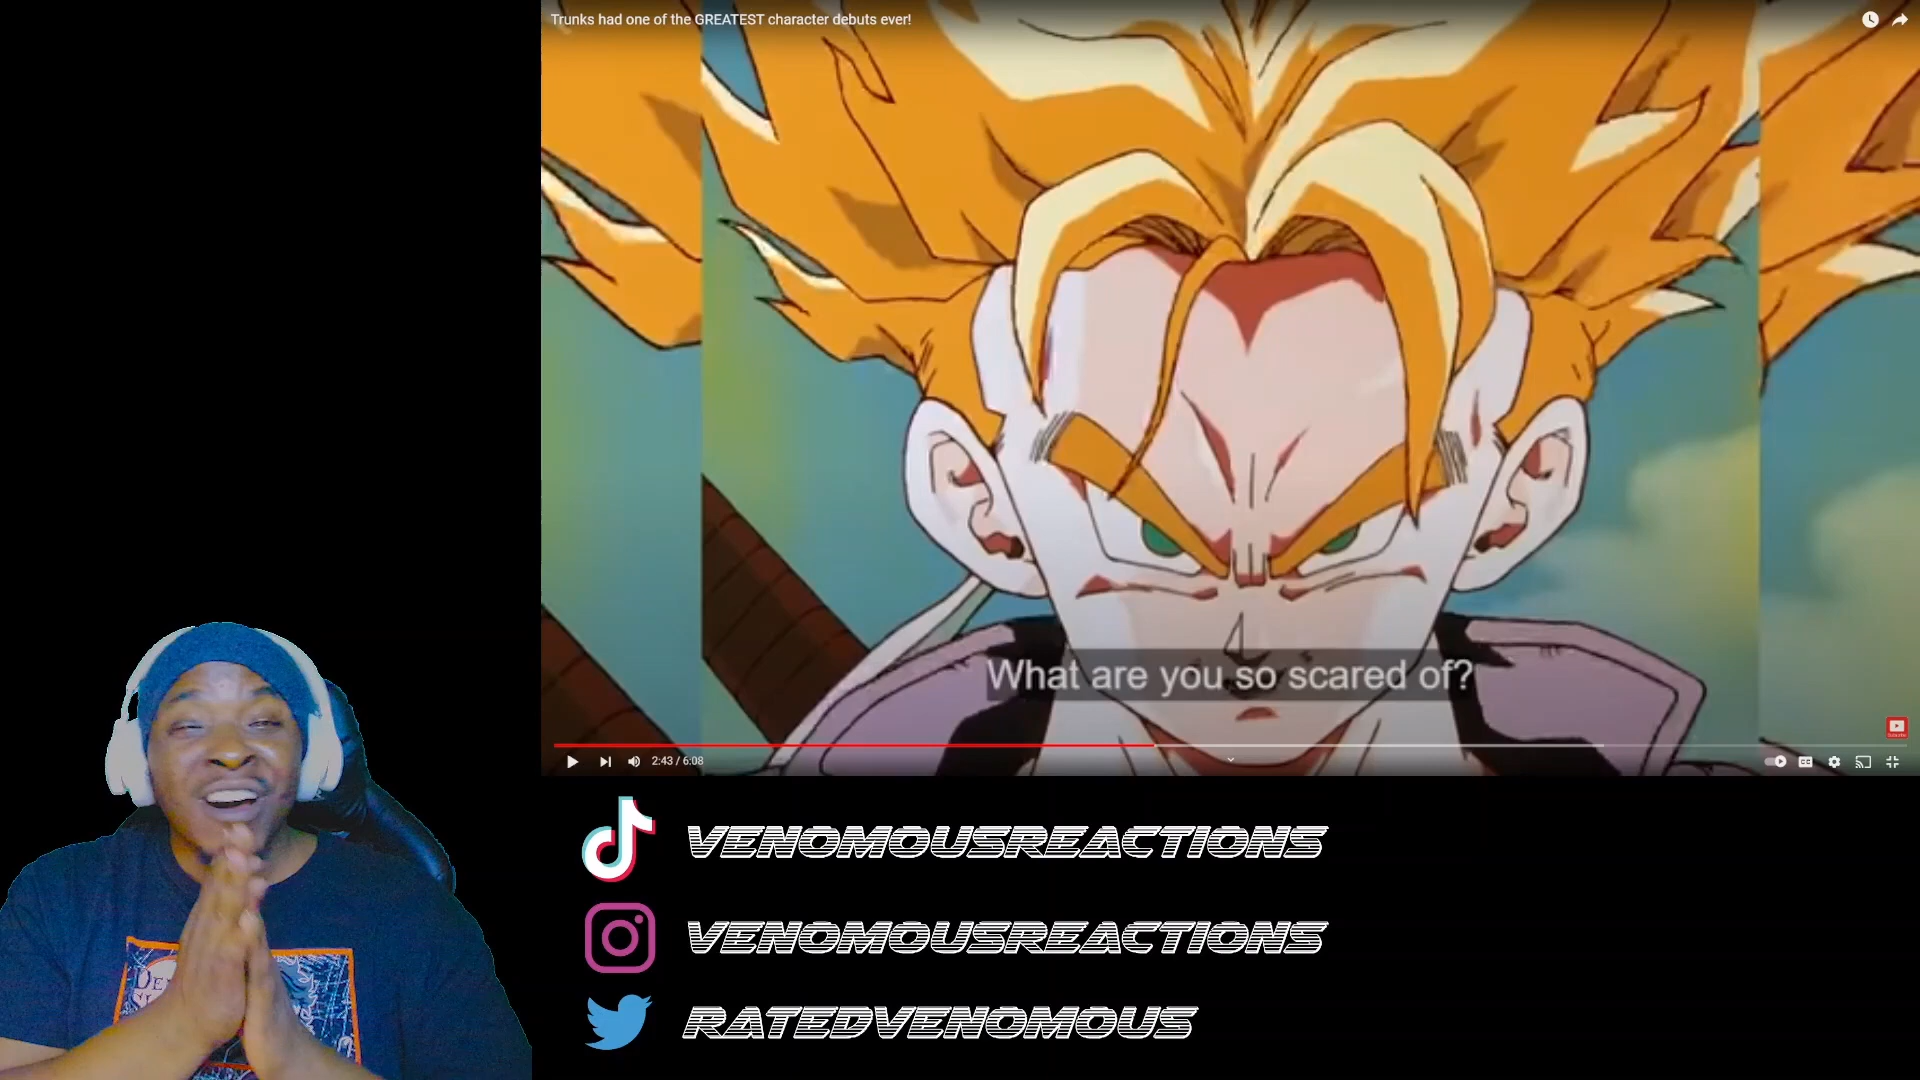 Trunks had one of the GREATEST character debuts ever!
What are you so scared of?
2:43 / 6:08
VENOMOUSREACTIONS
VENOMOUSREACTIONS
RATEDVENOMOUS